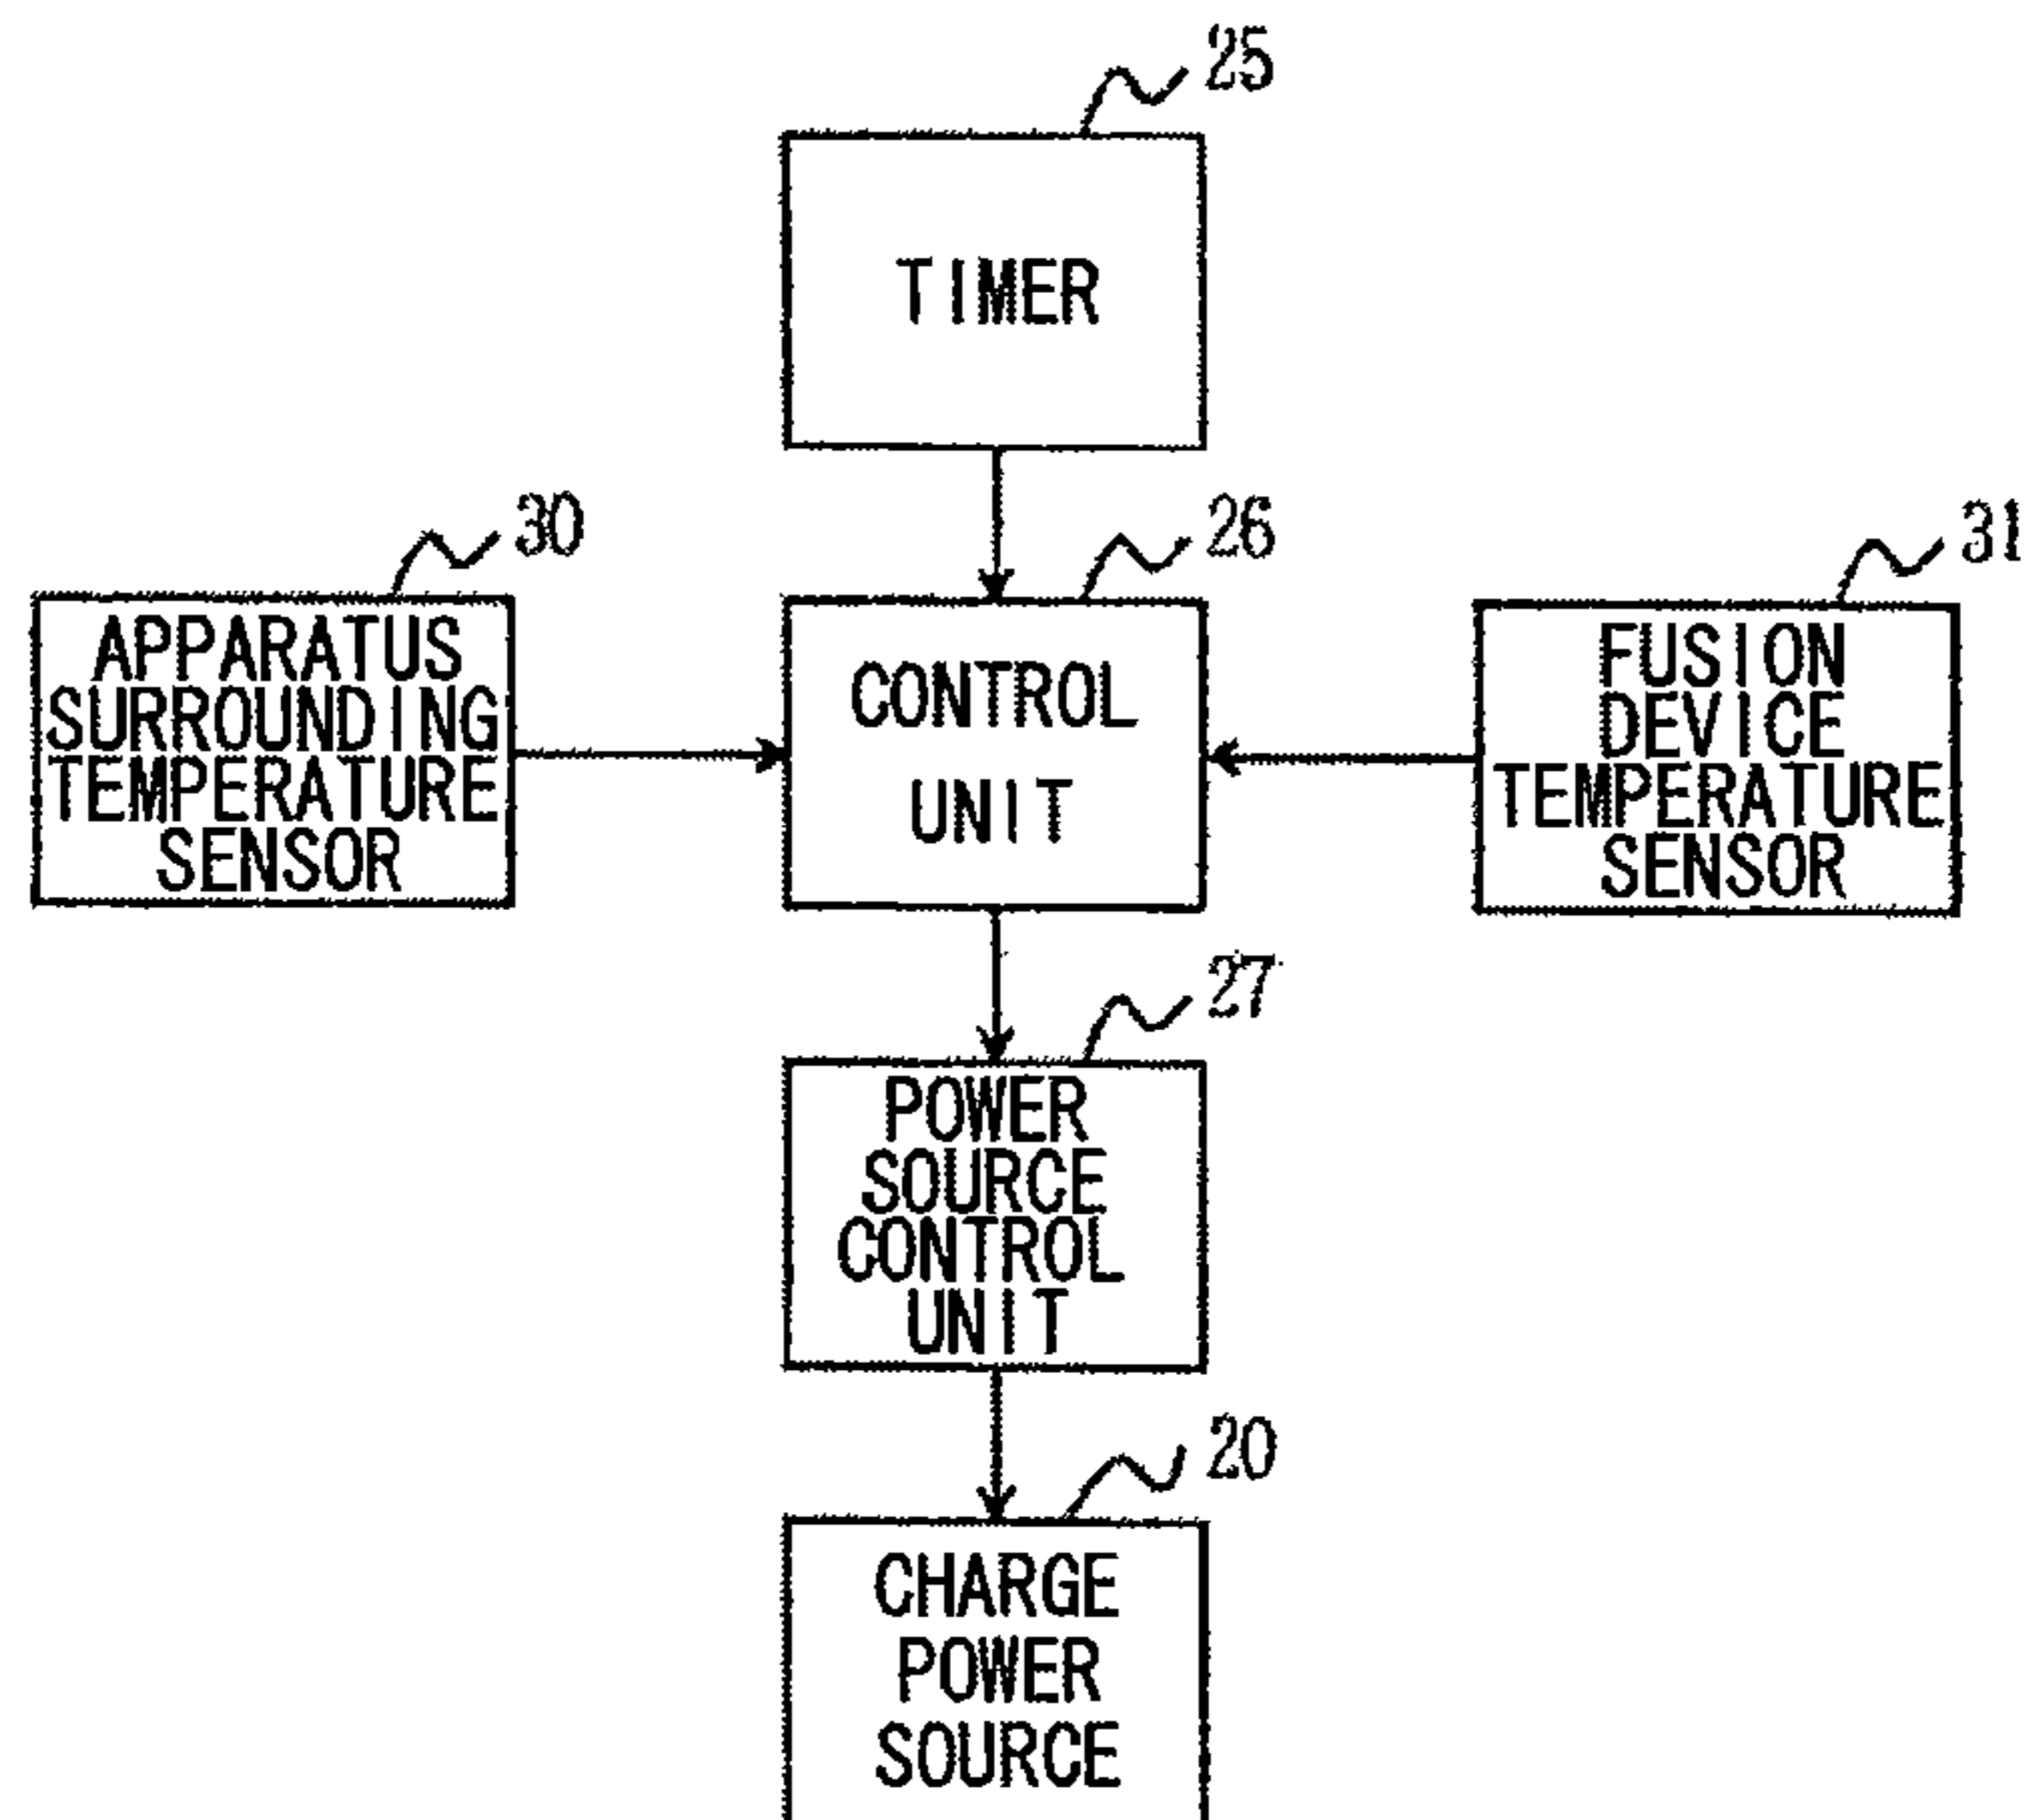 25
TIMER
30
APPARATUS
SURROUNDING
TEMPERATURE
SENSOR
26
CONTROL
UNIT
31
FUSION
DEVICE
TEMPERATURE
SENSOR
27
POWER
SOURCE
CONTROL
UNIT
20
CHARGE
POWER
SOURCE